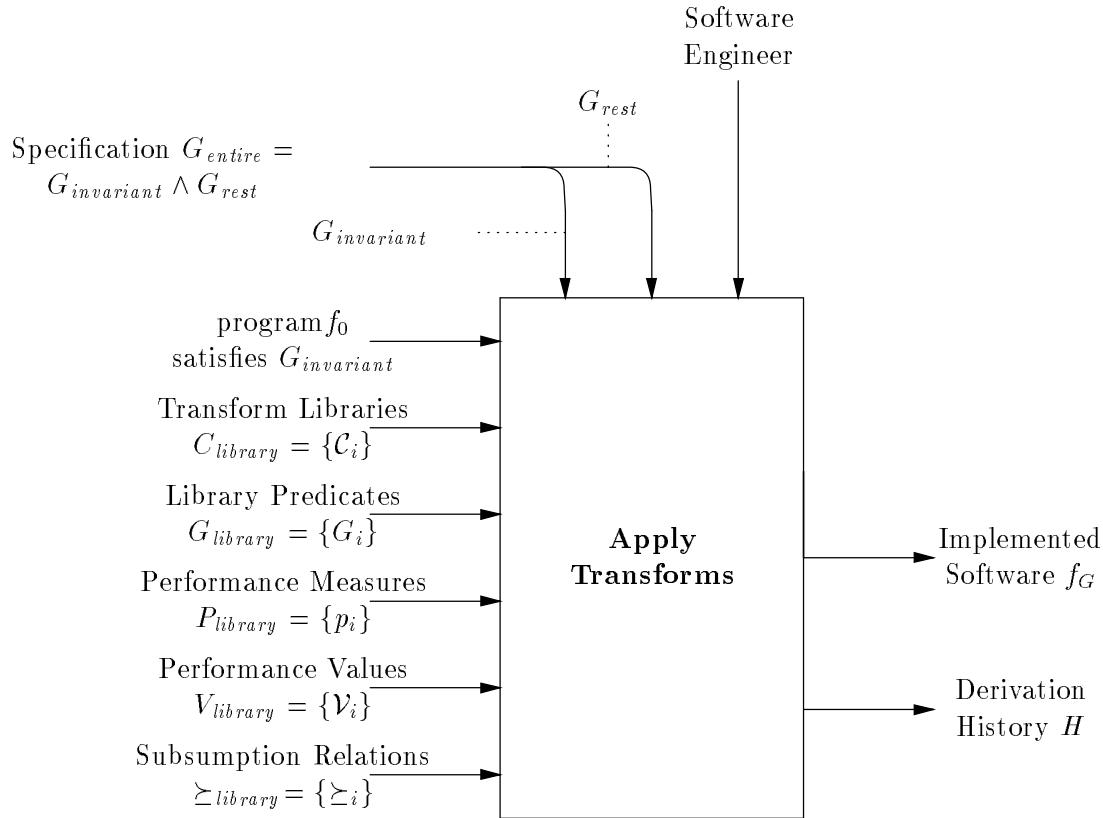 Software
Engineer
G_rest
Specification G_entire =
G_invariant ∧ G_rest
G_invariant
program f_0
satisfies G_invariant
Transform Libraries
C_library = {𝒞_i}
Library Predicates
G_library = {G_i}
Performance Measures
P_library = {p_i}
Performance Values
V_library = {𝒱_i}
Subsumption Relations
⪰_library = {⪰_i}
Apply
Transforms
Implemented
Software f_G
Derivation
History H